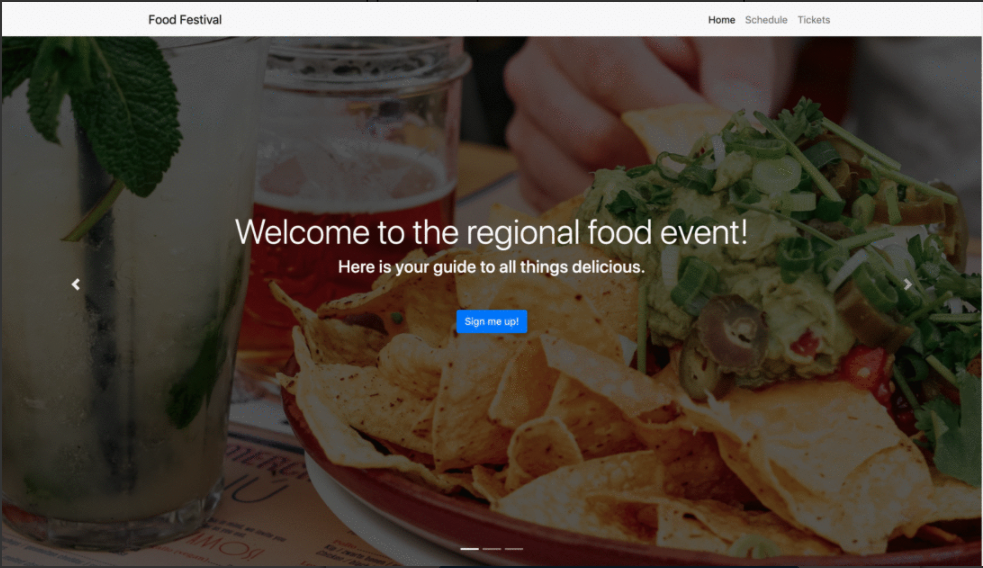 Food Festival
Home Schedule Tickets
Welcome to the regional food event!
Here is your guide to all things delicious.
Sign me up!